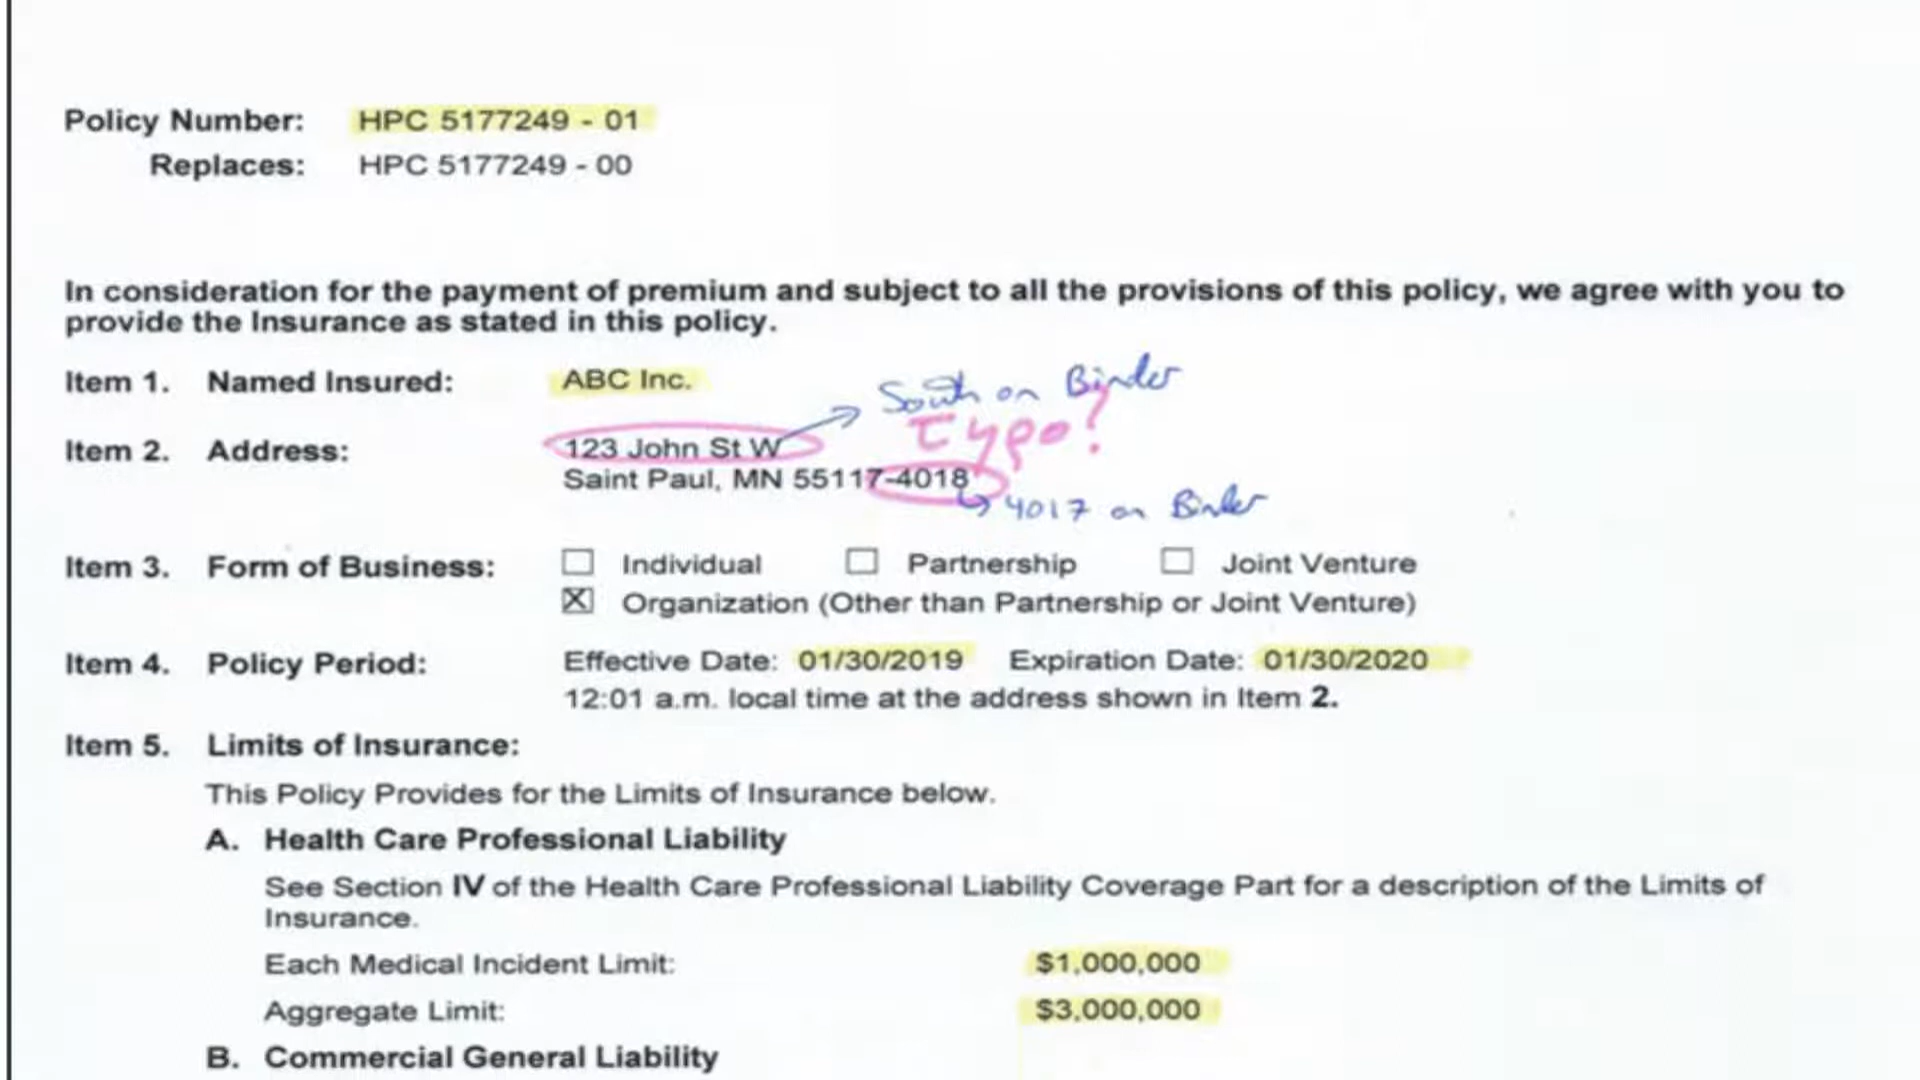 Policy Number: HPC 5177249 - 01
Replaces: HPC 5177249 - 00
In consideration for the payment of premium and subject to all the provisions of this policy, we agree with you to
provide the Insurance as stated in this policy.
Item 1. Named Insured: ABC Inc.
South on Binder
Typo?
Item 2. Address: 123 John St W
Saint Paul, MN 55117-4018
4017 on Binder
Item 3. Form of Business: Individual Partnership Joint Venture
Organization (Other than Partnership or Joint Venture)
Item 4. Policy Period: Effective Date: 01/30/2019 Expiration Date: 01/30/2020
12:01 a.m. local time at the address shown in Item 2.
Item 5. Limits of Insurance:
This Policy Provides for the Limits of Insurance below.
A. Health Care Professional Liability
See Section IV of the Health Care Professional Liability Coverage Part for a description of the Limits of
Insurance.
Each Medical Incident Limit: $1,000,000
Aggregate Limit: $3,000,000
B. Commercial General Liability